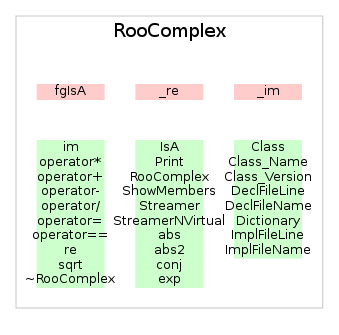 RooComplex
fgIsA
_re
_im
im
operator*
operator+
operator-
operator/
operator=
operator==
re
sqrt
~RooComplex
IsA
Print
RooComplex
ShowMembers
Streamer
StreamerNVirtual
abs
abs2
conj
exp
Class
Class_Name
Class_Version
DeclFileLine
DeclFileName
Dictionary
ImplFileLine
ImplFileName